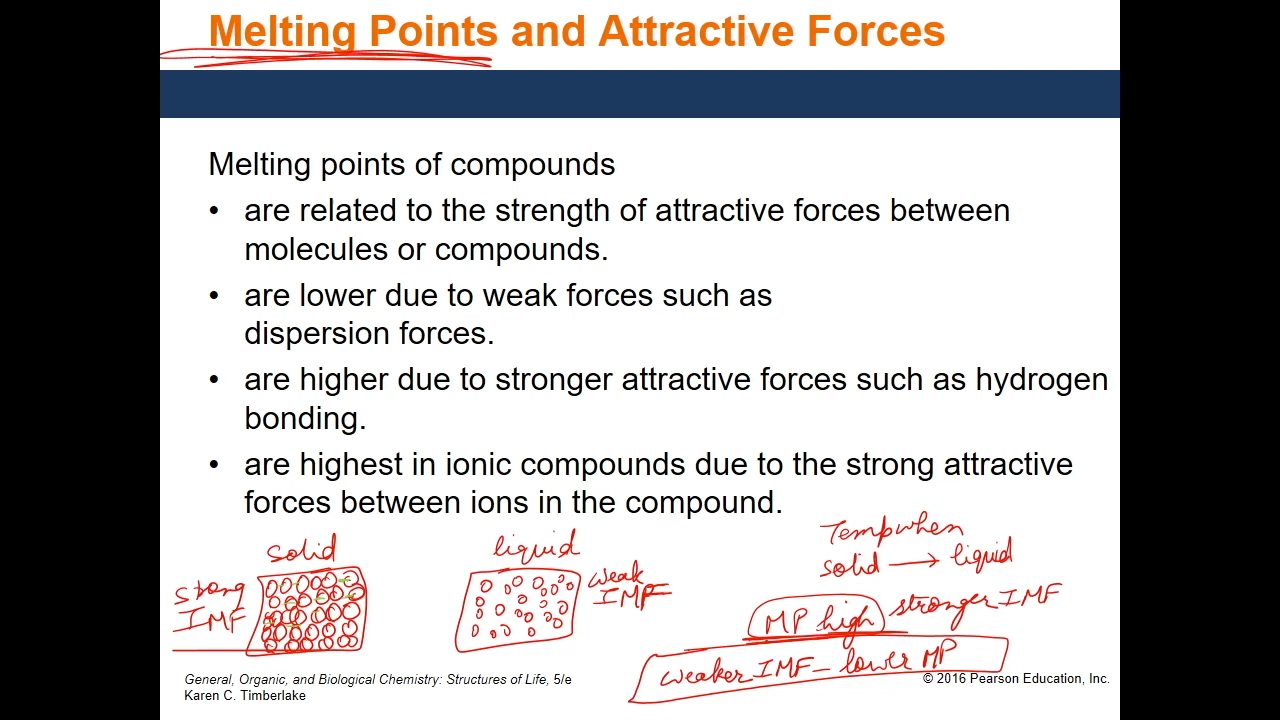 Melting Points and Attractive Forces
Melting points of compounds
• are related to the strength of attractive forces between
molecules or compounds.
• are lower due to weak forces such as
dispersion forces.
• are higher due to stronger attractive forces such as hydrogen
bonding.
• are highest in ionic compounds due to the strong attractive
forces between ions in the compound.
solid
strong
IMF
liquid
weak
IMF
Temp when
solid → liquid
MP high stronger IMF
weaker IMF – lower MP
General, Organic, and Biological Chemistry: Structures of Life, 5/e
Karen C. Timberlake
© 2016 Pearson Education, Inc.